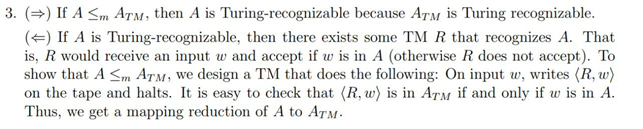 3. (⇒) If A ≤m ATM, then A is Turing-recognizable because ATM is Turing recognizable.
(⇐) If A is Turing-recognizable, then there exists some TM R that recognizes A. That
is, R would receive an input w and accept if w is in A (otherwise R does not accept). To
show that A ≤m ATM, we design a TM that does the following: On input w, writes ⟨R, w⟩
on the tape and halts. It is easy to check that ⟨R, w⟩ is in ATM if and only if w is in A.
Thus, we get a mapping reduction of A to ATM.